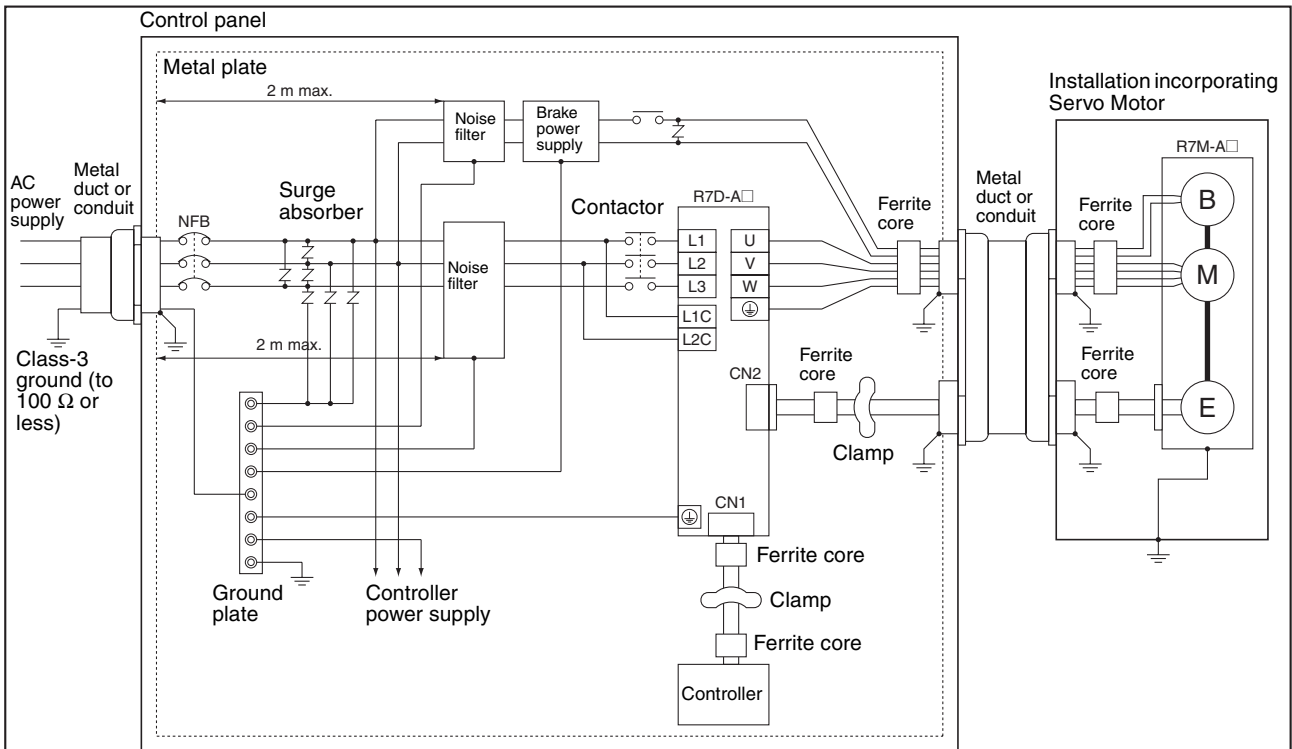 Control panel
Metal plate
2 m max.
Noise
filter
Brake
power
supply
Installation incorporating
Servo Motor
R7M-A□
AC
power
supply
Metal
duct or
conduit
NFB
Surge
absorber
Contactor
R7D-A□
Ferrite
core
Metal
duct or
conduit
Ferrite
core
B
L1
U
L2
V
L3
W
L1C
L2C
Noise
filter
M
2 m max.
Class-3
ground (to
100 Ω or
less)
CN2
Ferrite
core
Clamp
Ferrite
core
E
CN1
Ferrite core
Clamp
Ferrite core
Controller
Ground
plate
Controller
power supply